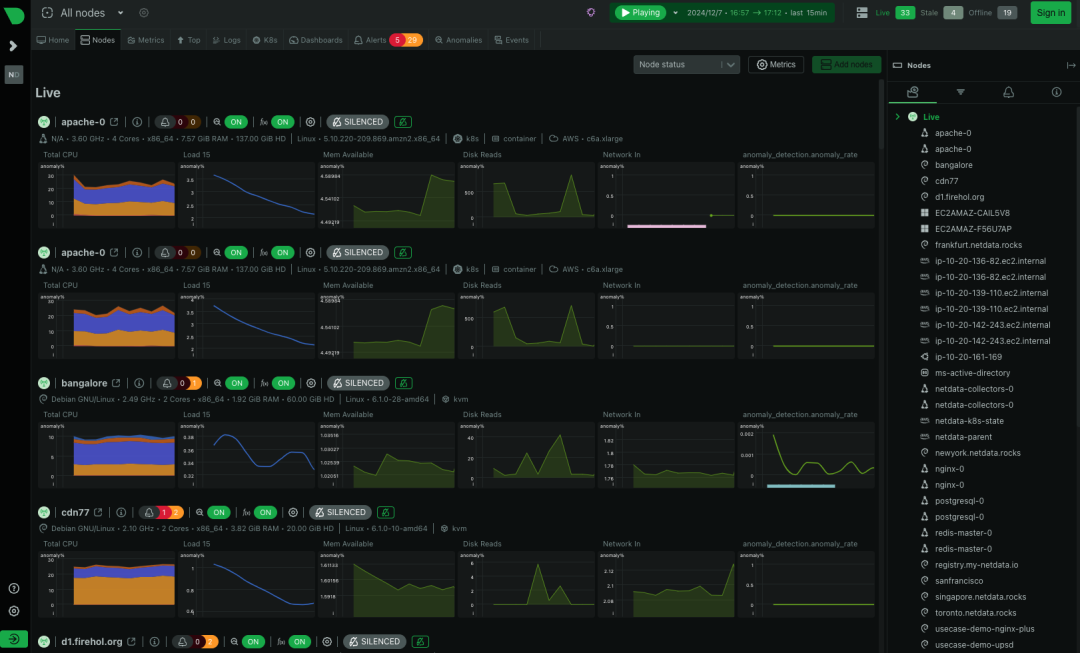 All nodes
Playing 2024/12/7 • 16:57 → 17:12 • last 15min
Live 33 Stale 4 Offline 19
Sign in
Home Nodes Metrics Top Logs K8s Dashboards Alerts 5 29 Anomalies Events
ND
Node status Metrics Add nodes
Live
apache-0 0 0 ON ON SILENCED
N/A • 3.60 GHz • 4 Cores • x86_64 • 7.57 GiB RAM • 137.00 GiB HD Linux • 5.10.220-209.869.amzn2.x86_64 k8s container AWS • c6a.xlarge
Total CPU Load 15 Mem Available Disk Reads Network In anomaly_detection.anomaly_rate
apache-0 0 0 ON ON SILENCED
N/A • 3.60 GHz • 4 Cores • x86_64 • 7.57 GiB RAM • 137.00 GiB HD Linux • 5.10.220-209.869.amzn2.x86_64 k8s container AWS • c6a.xlarge
Total CPU Load 15 Mem Available Disk Reads Network In anomaly_detection.anomaly_rate
bangalore 0 1 ON ON SILENCED
Debian GNU/Linux • 2.49 GHz • 2 Cores • x86_64 • 1.92 GiB RAM • 60.00 GiB HD Linux • 6.1.0-28-amd64 kvm
Total CPU Load 15 Mem Available Disk Reads Network In anomaly_detection.anomaly_rate
cdn77 1 2 ON ON SILENCED
Debian GNU/Linux • 2.10 GHz • 2 Cores • x86_64 • 3.82 GiB RAM • 20.00 GiB HD Linux • 6.1.0-10-amd64 kvm
Total CPU Load 15 Mem Available Disk Reads Network In anomaly_detection.anomaly_rate
d1.firehol.org 0 2 ON ON SILENCED
Nodes
Live
apache-0
apache-0
bangalore
cdn77
d1.firehol.org
EC2AMAZ-CAIL5V8
EC2AMAZ-F56U7AP
frankfurt.netdata.rocks
ip-10-20-136-82.ec2.internal
ip-10-20-136-82.ec2.internal
ip-10-20-139-110.ec2.internal
ip-10-20-139-110.ec2.internal
ip-10-20-142-243.ec2.internal
ip-10-20-142-243.ec2.internal
ip-10-20-161-169
ms-active-directory
netdata-collectors-0
netdata-collectors-0
netdata-k8s-state
netdata-parent
newyork.netdata.rocks
nginx-0
nginx-0
postgresql-0
postgresql-0
redis-master-0
redis-master-0
registry.my-netdata.io
sanfrancisco
singapore.netdata.rocks
toronto.netdata.rocks
usecase-demo-nginx-plus
usecase-demo-upsd